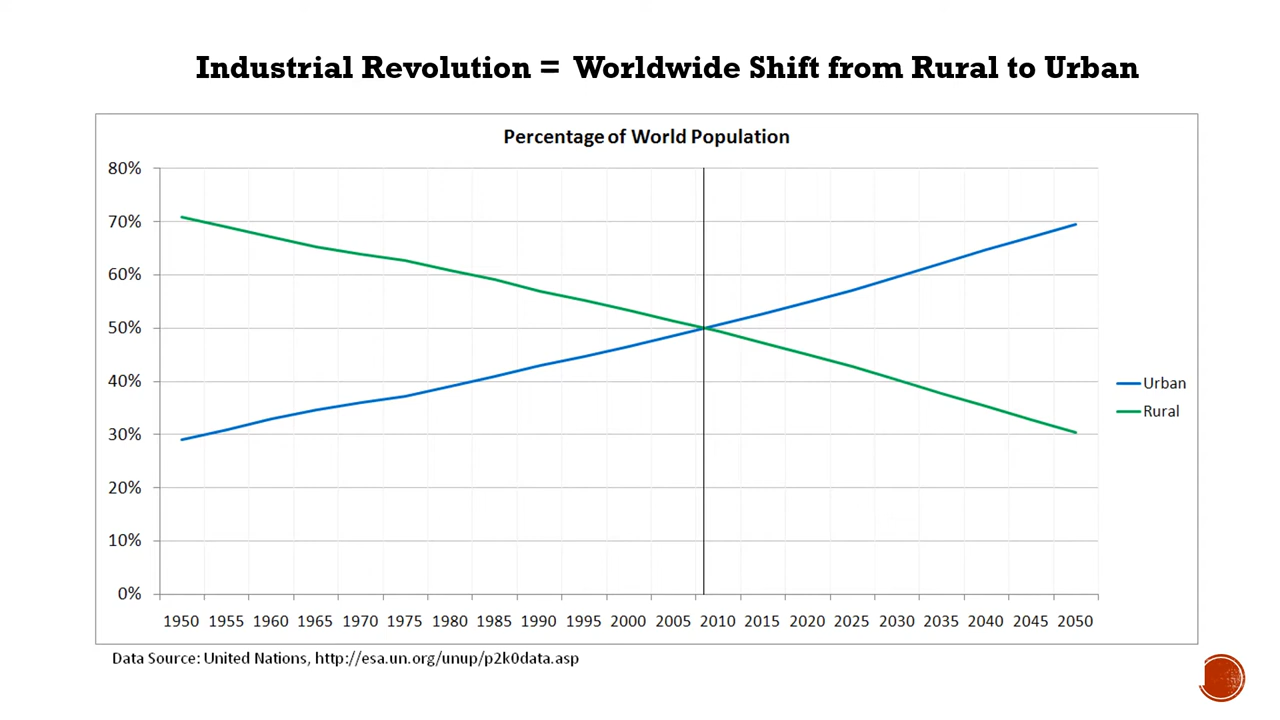 Industrial Revolution = Worldwide Shift from Rural to Urban
Percentage of World Population
80%
70%
60%
50%
40%
30%
20%
10%
0%
1950 1955 1960 1965 1970 1975 1980 1985 1990 1995 2000 2005 2010 2015 2020 2025 2030 2035 2040 2045 2050
Urban
Rural
Data Source: United Nations, http://esa.un.org/unup/p2k0data.asp